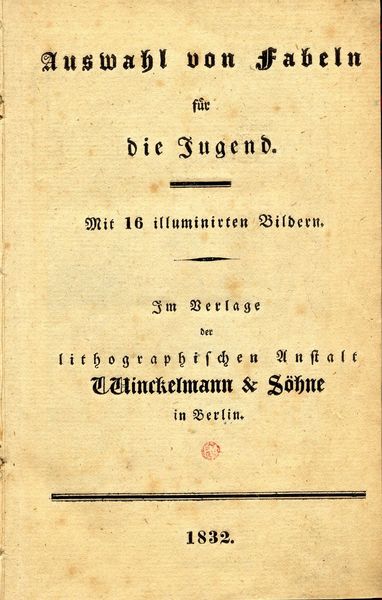 Auswahl von Fabeln
für
die Jugend.
Mit 16 illuminirten Bildern.
Im Verlage
der
lithographischen Anstalt
Winckelmann & Söhne
in Berlin.
1832.